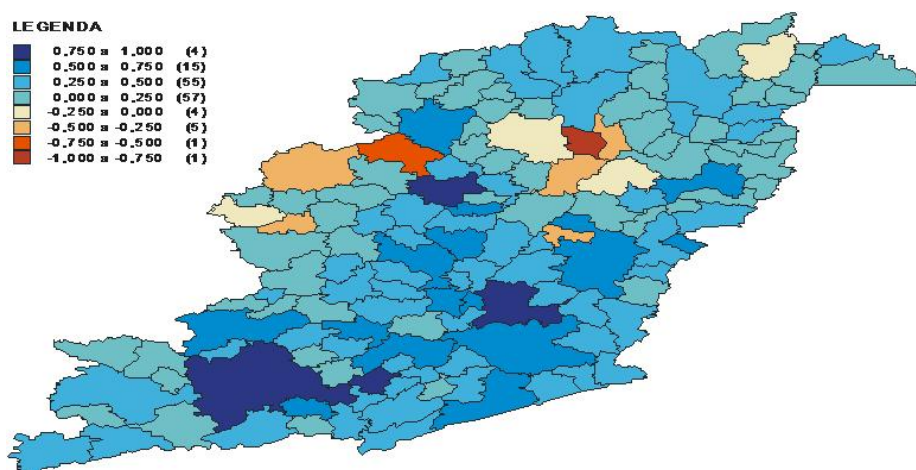 LEGENDA
0.750 a 1.000 (4)
0.500 a 0.750 (15)
0.250 a 0.500 (55)
0.000 a 0.250 (57)
-0.250 a 0.000 (4)
-0.500 a -0.250 (5)
-0.750 a -0.500 (1)
-1.000 a -0.750 (1)